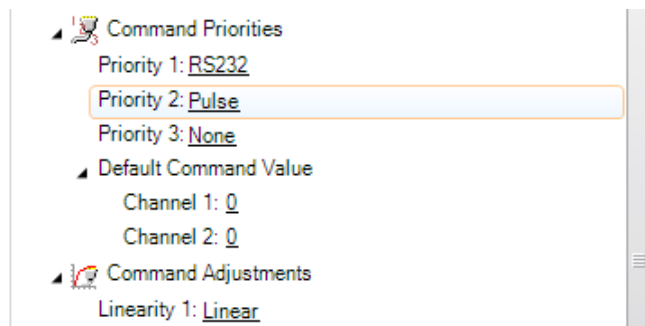 Command Priorities
Priority 1: RS232
Priority 2: Pulse
Priority 3: None
Default Command Value
Channel 1: 0
Channel 2: 0
Command Adjustments
Linearity 1: Linear